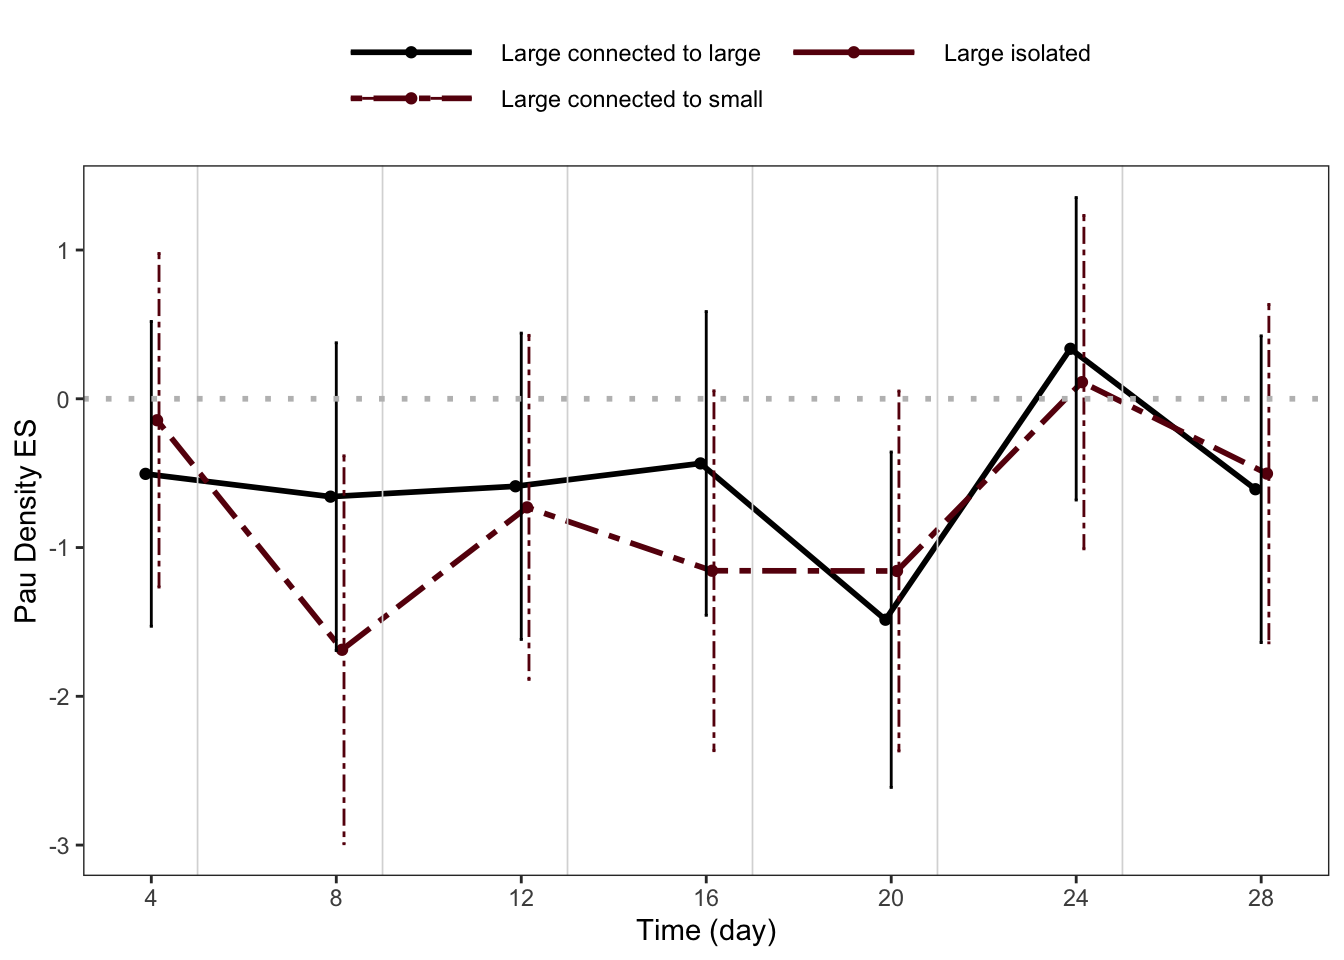 Large connected to large
Large isolated
Large connected to small
Pau Density ES
1
0
-1
-2
-3
4 8 12 16 20 24 28
Time (day)